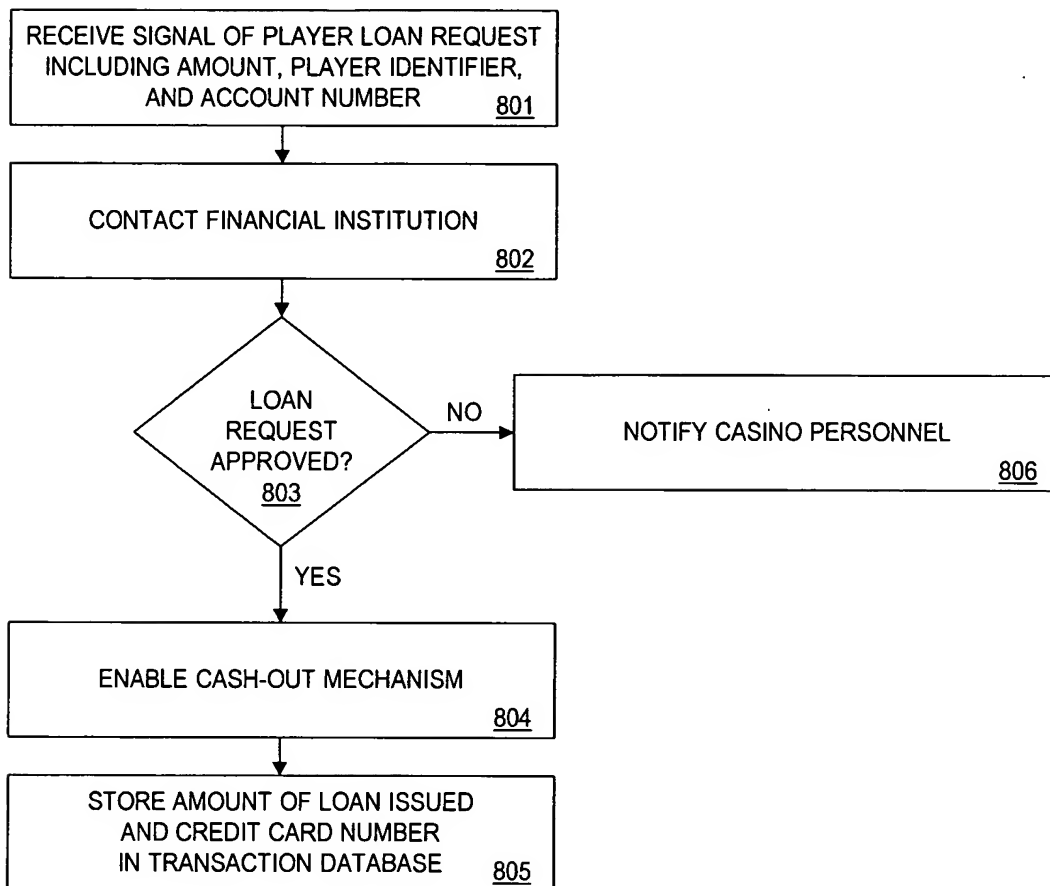 RECEIVE SIGNAL OF PLAYER LOAN REQUEST
INCLUDING AMOUNT, PLAYER IDENTIFIER,
AND ACCOUNT NUMBER
801
CONTACT FINANCIAL INSTITUTION
802
LOAN
REQUEST
APPROVED?
803
NO
NOTIFY CASINO PERSONNEL
806
YES
ENABLE CASH-OUT MECHANISM
804
STORE AMOUNT OF LOAN ISSUED
AND CREDIT CARD NUMBER
IN TRANSACTION DATABASE
805